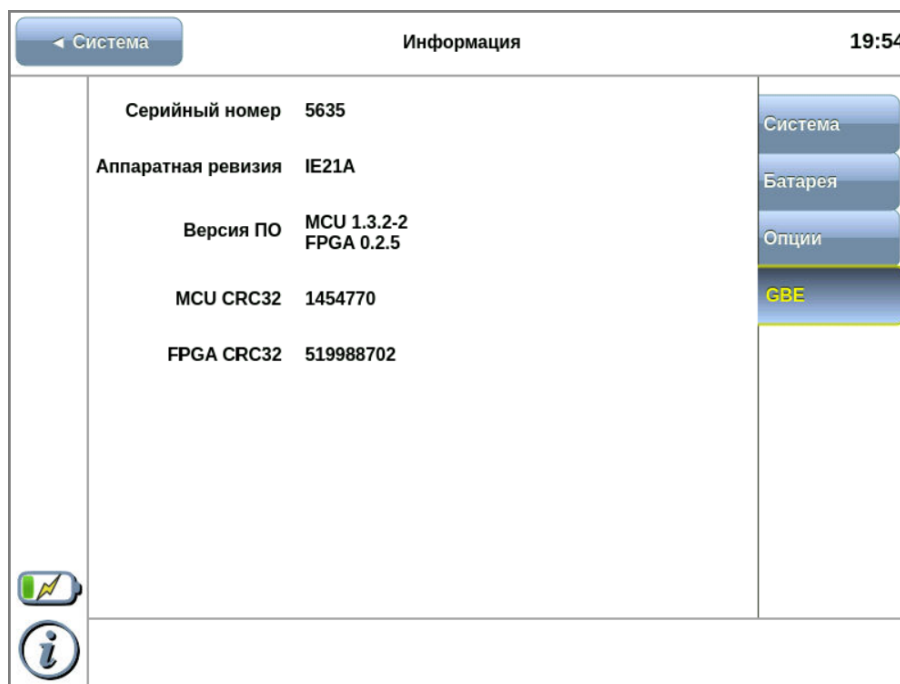 ◄ Система
Информация
19:54
Серийный номер 5635
Аппаратная ревизия IE21A
Версия ПО MCU 1.3.2-2
FPGA 0.2.5
MCU CRC32 1454770
FPGA CRC32 519988702
Система
Батарея
Опции
GBE
i